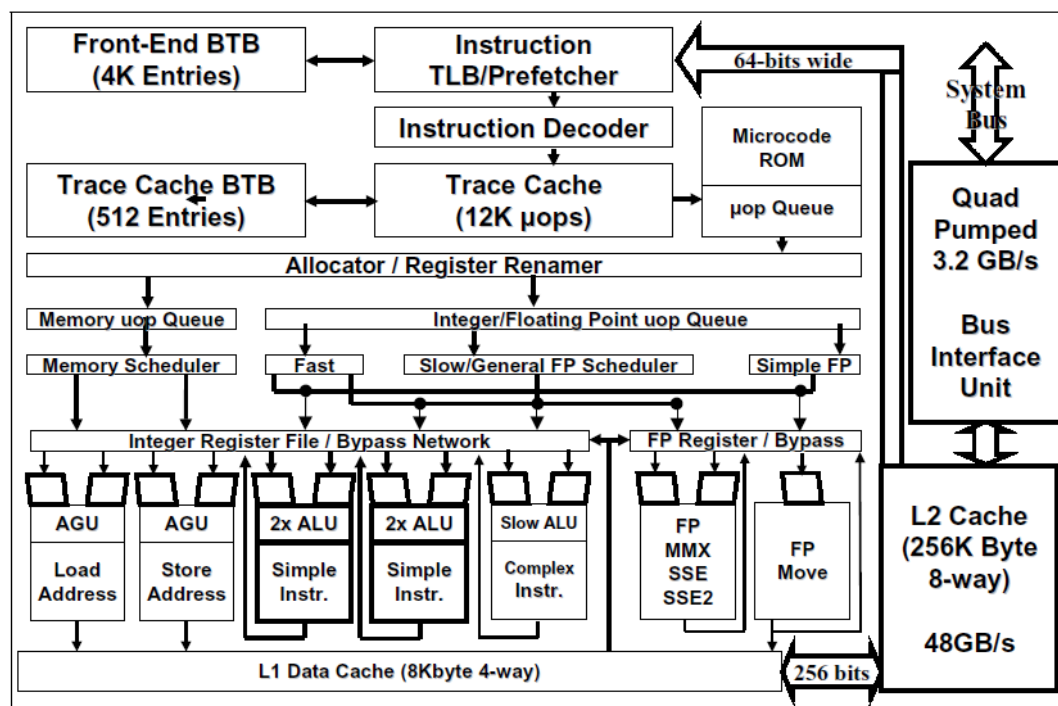 Front-End BTB
(4K Entries)
Instruction
TLB/Prefetcher
64-bits wide
System
Bus
Instruction Decoder
Microcode
ROM
Trace Cache BTB
(512 Entries)
Trace Cache
(12K µops)
µop Queue
Quad
Pumped
3.2 GB/s
Bus
Interface
Unit
Allocator / Register Renamer
Memory uop Queue
Integer/Floating Point uop Queue
Memory Scheduler
Fast
Slow/General FP Scheduler
Simple FP
Integer Register File / Bypass Network
FP Register / Bypass
AGU
Load
Address
AGU
Store
Address
2x ALU
Simple
Instr.
2x ALU
Simple
Instr.
Slow ALU
Complex
Instr.
FP
MMX
SSE
SSE2
FP
Move
L2 Cache
(256K Byte
8-way)
48GB/s
L1 Data Cache (8Kbyte 4-way)
256 bits